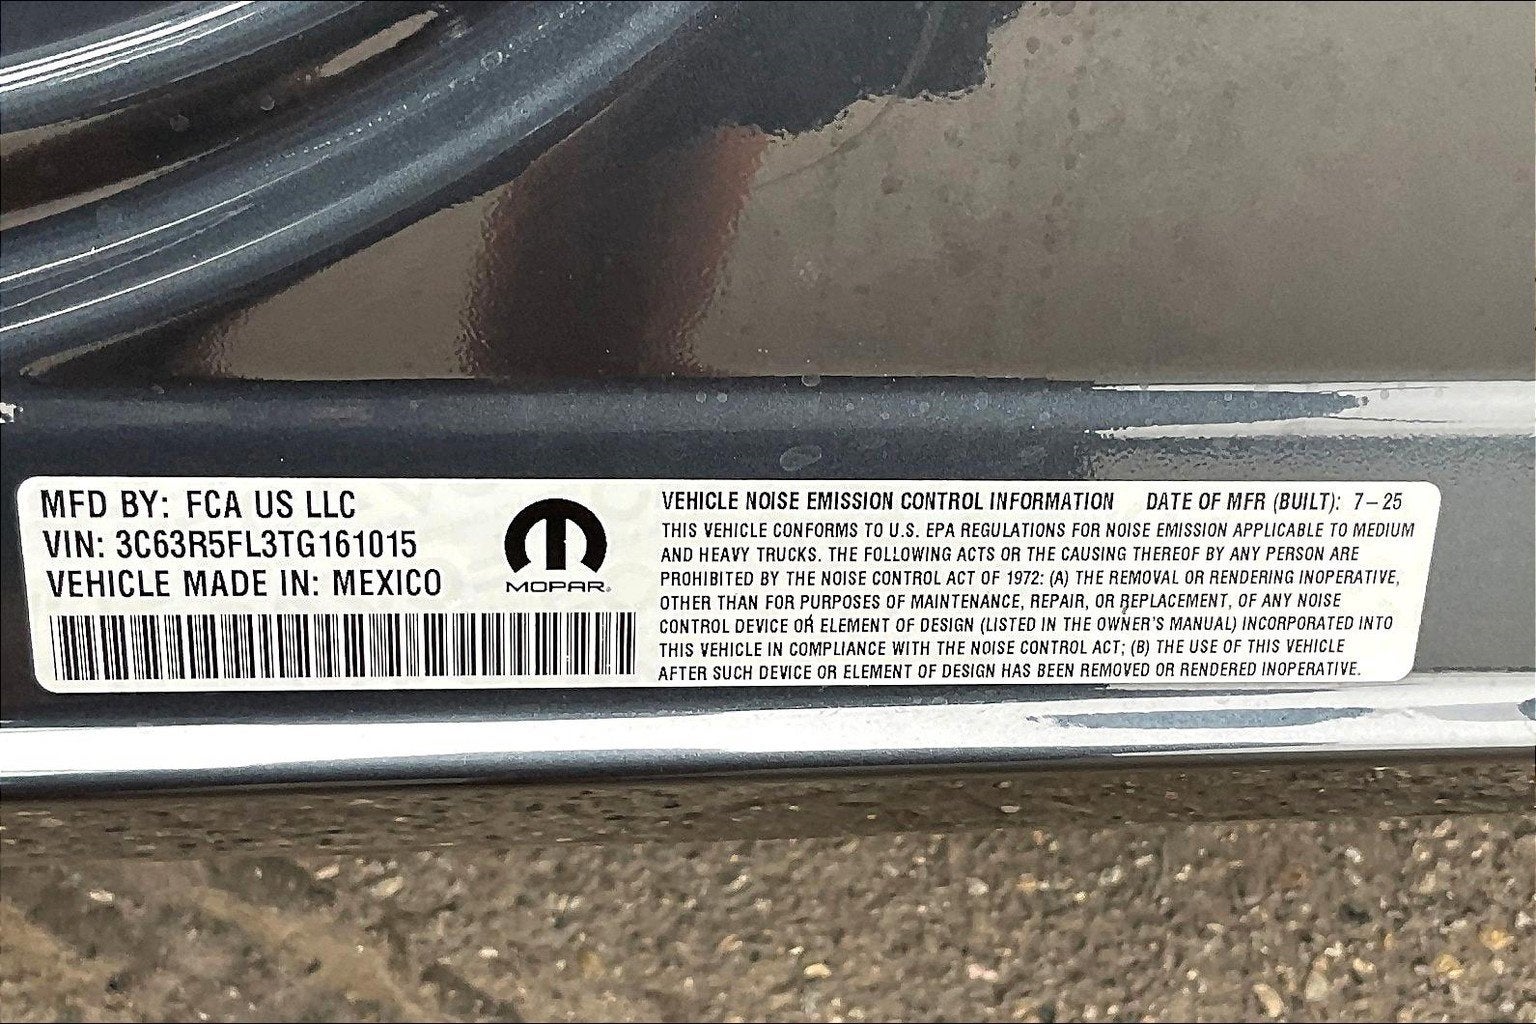 MFD BY: FCA US LLC
VIN: 3C63R5FL3TG161015
VEHICLE MADE IN: MEXICO
MOPAR®
VEHICLE NOISE EMISSION CONTROL INFORMATION DATE OF MFR (BUILT): 7-25
THIS VEHICLE CONFORMS TO U.S. EPA REGULATIONS FOR NOISE EMISSION APPLICABLE TO MEDIUM
AND HEAVY TRUCKS. THE FOLLOWING ACTS OR THE CAUSING THEREOF BY ANY PERSON ARE
PROHIBITED BY THE NOISE CONTROL ACT OF 1972: (A) THE REMOVAL OR RENDERING INOPERATIVE,
OTHER THAN FOR PURPOSES OF MAINTENANCE, REPAIR, OR REPLACEMENT, OF ANY NOISE
CONTROL DEVICE OR ELEMENT OF DESIGN (LISTED IN THE OWNER'S MANUAL) INCORPORATED INTO
THIS VEHICLE IN COMPLIANCE WITH THE NOISE CONTROL ACT; (B) THE USE OF THIS VEHICLE
AFTER SUCH DEVICE OR ELEMENT OF DESIGN HAS BEEN REMOVED OR RENDERED INOPERATIVE.